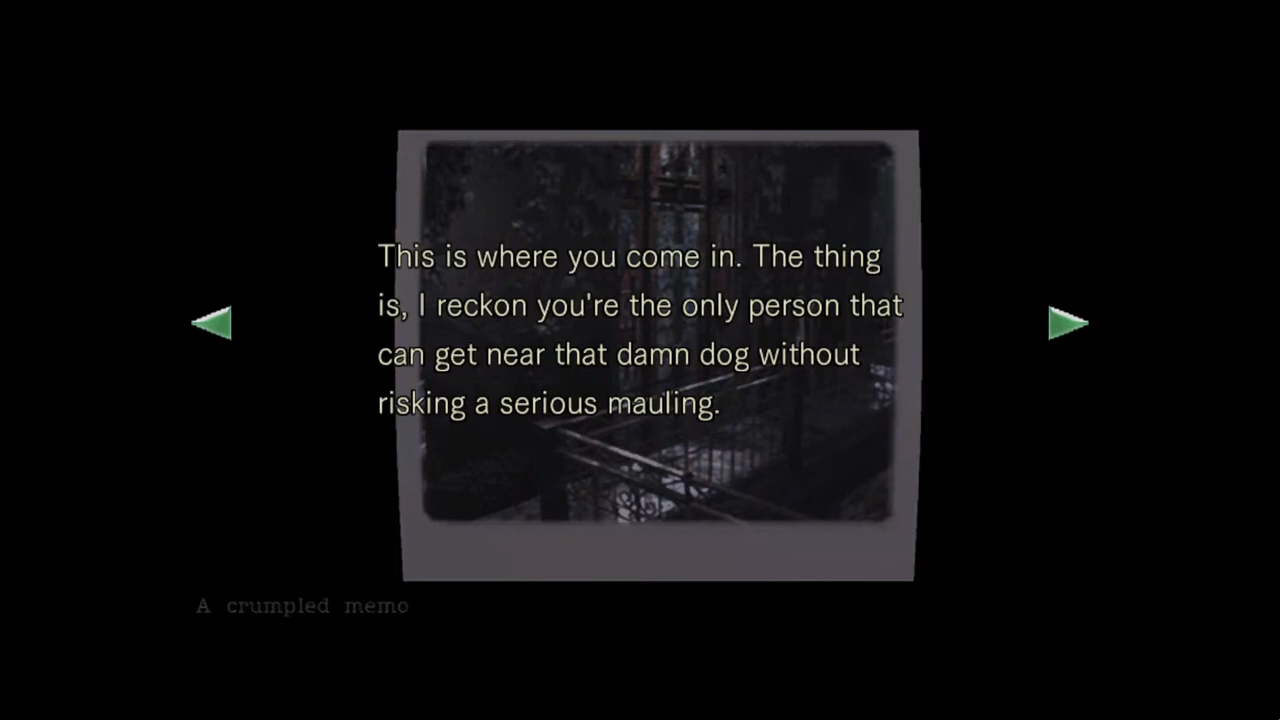 This is where you come in. The thing
is, I reckon you're the only person that
can get near that damn dog without
risking a serious mauling.
A crumpled memo